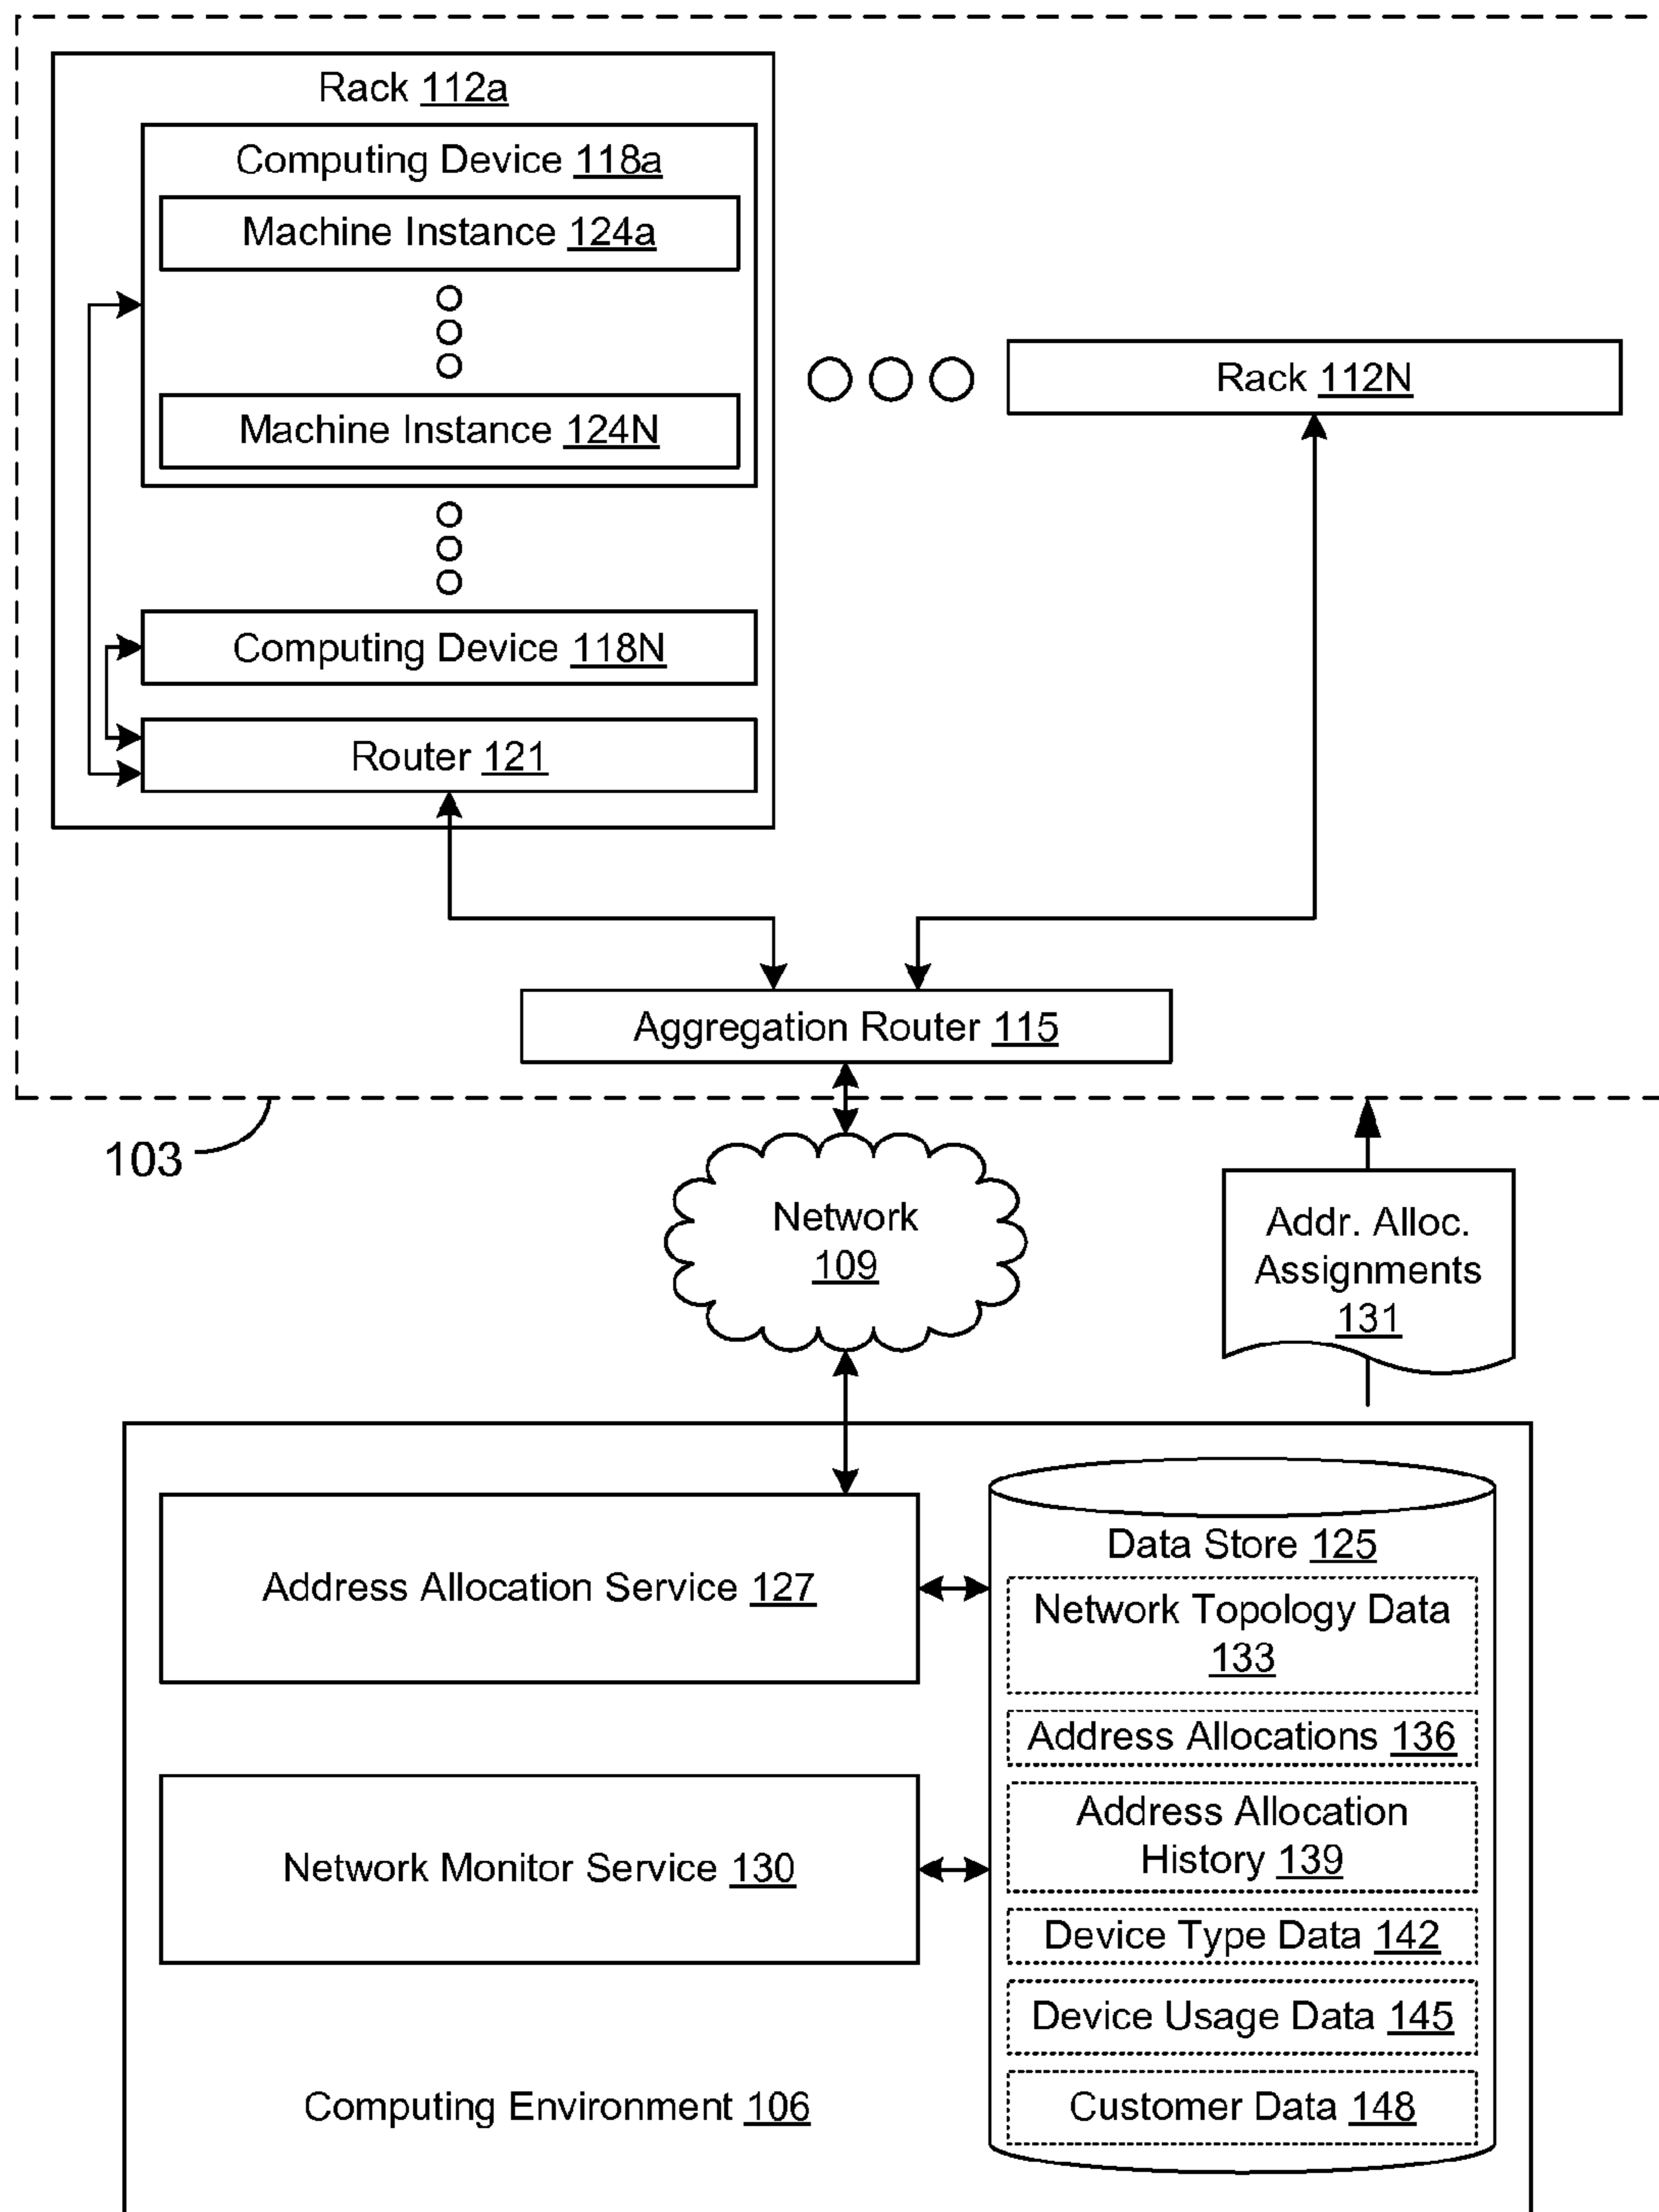 Rack 112a
Computing Device 118a
Machine Instance 124a
Machine Instance 124N
Rack 112N
Computing Device 118N
Router 121
Aggregation Router 115
103
Network
109
Addr. Alloc.
Assignments
131
Data Store 125
Address Allocation Service 127
Network Topology Data
133
Address Allocations 136
Address Allocation
History 139
Network Monitor Service 130
Device Type Data 142
Device Usage Data 145
Customer Data 148
Computing Environment 106